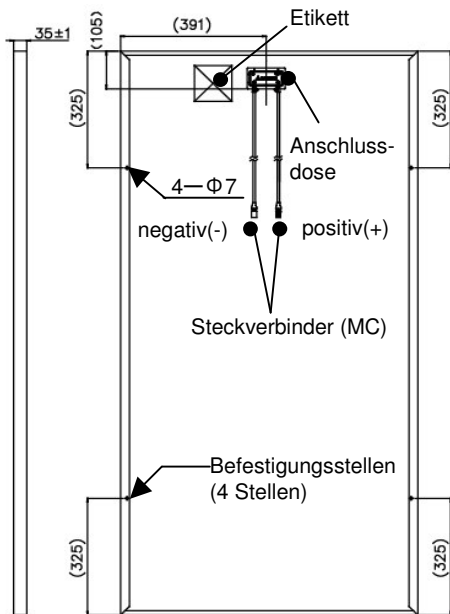 35±1
(391)
Etikett
(105)
(325)
(325)
Anschluss-
dose
4—Φ7
negativ(-)
positiv(+)
Steckverbinder (MC)
Befestigungsstellen
(4 Stellen)
(325)
(325)